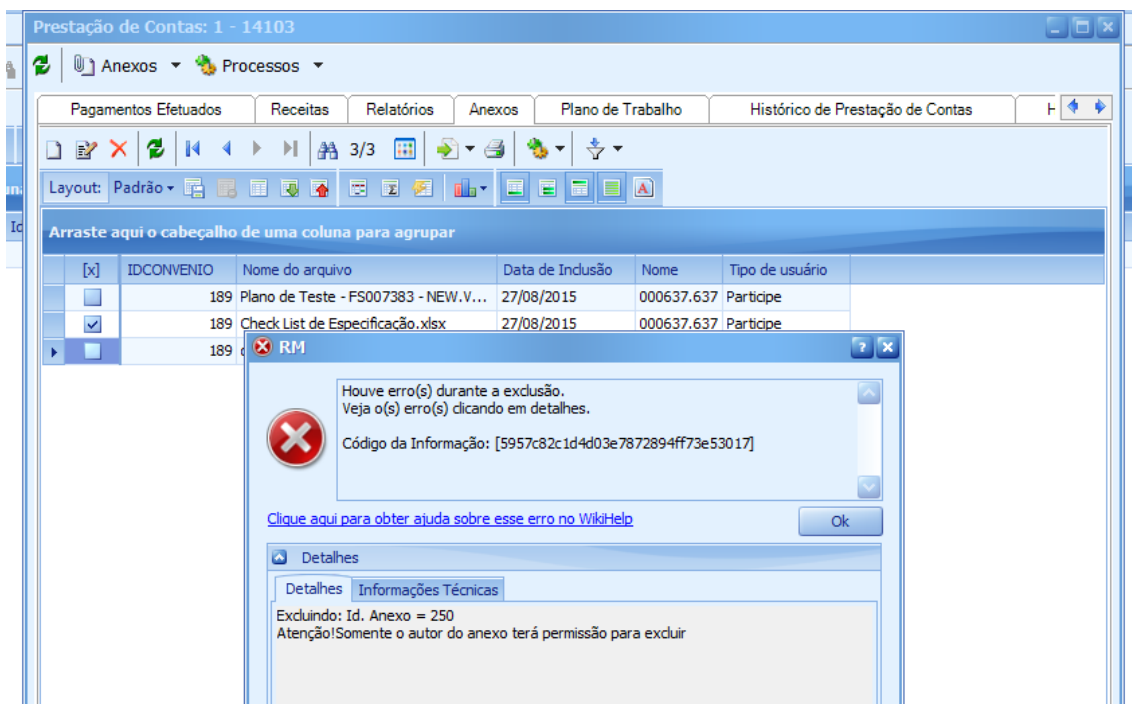 Prestação de Contas: 1 - 14103
Anexos Processos
Pagamentos Efetuados Receitas Relatórios Anexos Plano de Trabalho Histórico de Prestação de Contas
3/3
Layout: Padrão
Arraste aqui o cabeçalho de uma coluna para agrupar
[x] IDCONVENIO Nome do arquivo Data de Inclusão Nome Tipo de usuário
189 Plano de Teste - FS007383 - NEW.V... 27/08/2015 000637.637 Participe
189 Check List de Especificação.xlsx 27/08/2015 000637.637 Participe
189
RM
Houve erro(s) durante a exclusão.
Veja o(s) erro(s) clicando em detalhes.
Código da Informação: [5957c82c1d4d03e7872894ff73e53017]
Clique aqui para obter ajuda sobre esse erro no WikiHelp
Ok
Detalhes
Detalhes Informações Técnicas
Excluindo: Id. Anexo = 250
Atenção!Somente o autor do anexo terá permissão para excluir